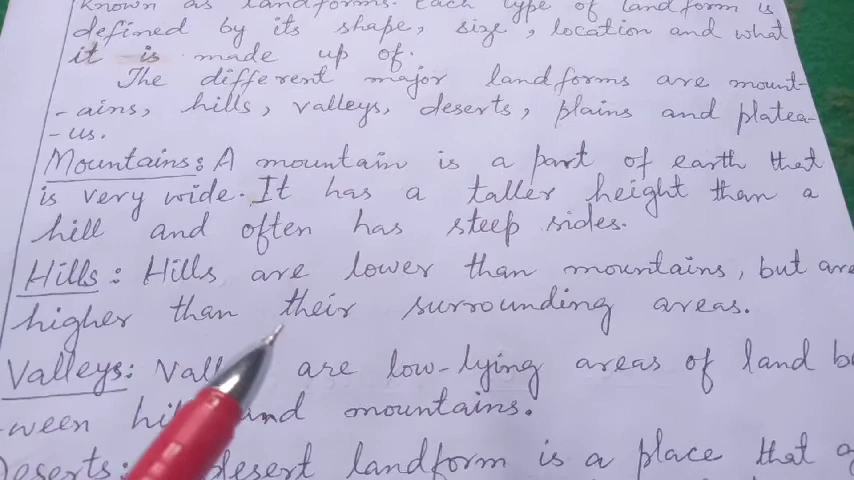 known as landforms. Each type of landform is
defined by its shape, size, location and what
it is made up of.
The different major landforms are mount-
-ains, hills, valleys, deserts, plains and platea-
-us.
Mountains: A mountain is a part of earth that
is very wide. It has a taller height than a
hill and often has steep sides.
Hills: Hills are lower than mountains, but are
higher than their surrounding areas.
Valleys: are low-lying areas of land
-ween and mountains.
Deserts: desert landform is a place that